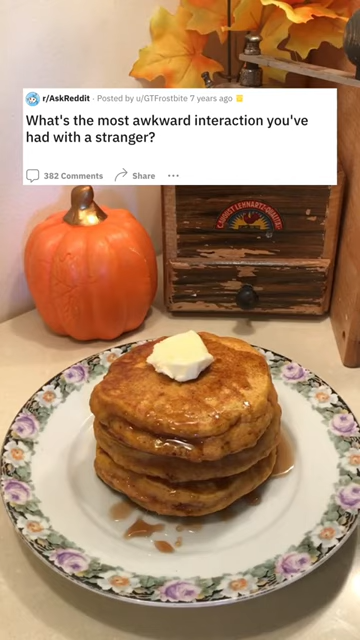 r/AskReddit · Posted by u/GTFrostbite 7 years ago
What's the most awkward interaction you've
had with a stranger?
382 Comments Share ...